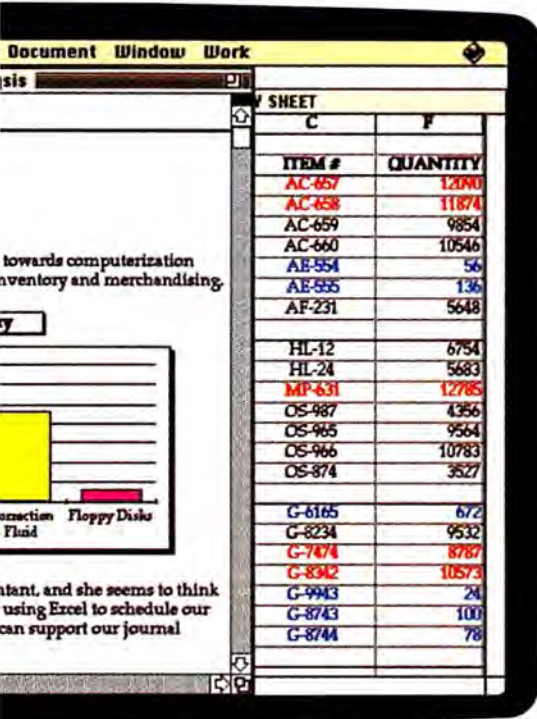 Document Window Work
sis
Y SHEET
C F
ITEM # QUANTITY
AC-657 12090
AC-658 11874
AC-659 9854
AC-660 10546
AE-554 56
AE-555 136
AF-231 5648
HL-12 6754
HL-24 5683
MP-631 12785
OS-987 4356
OS-965 9564
OS-966 10783
OS-874 3527
G-6165 672
G-8234 9532
G-7474 8787
G-8342 10573
G-9943 24
G-8743 100
G-8744 78
towards computerization
nventory and merchandising.
y
orrection Floppy Disks
Fluid
ntant, and she seems to think
using Excel to schedule our
can support our journal